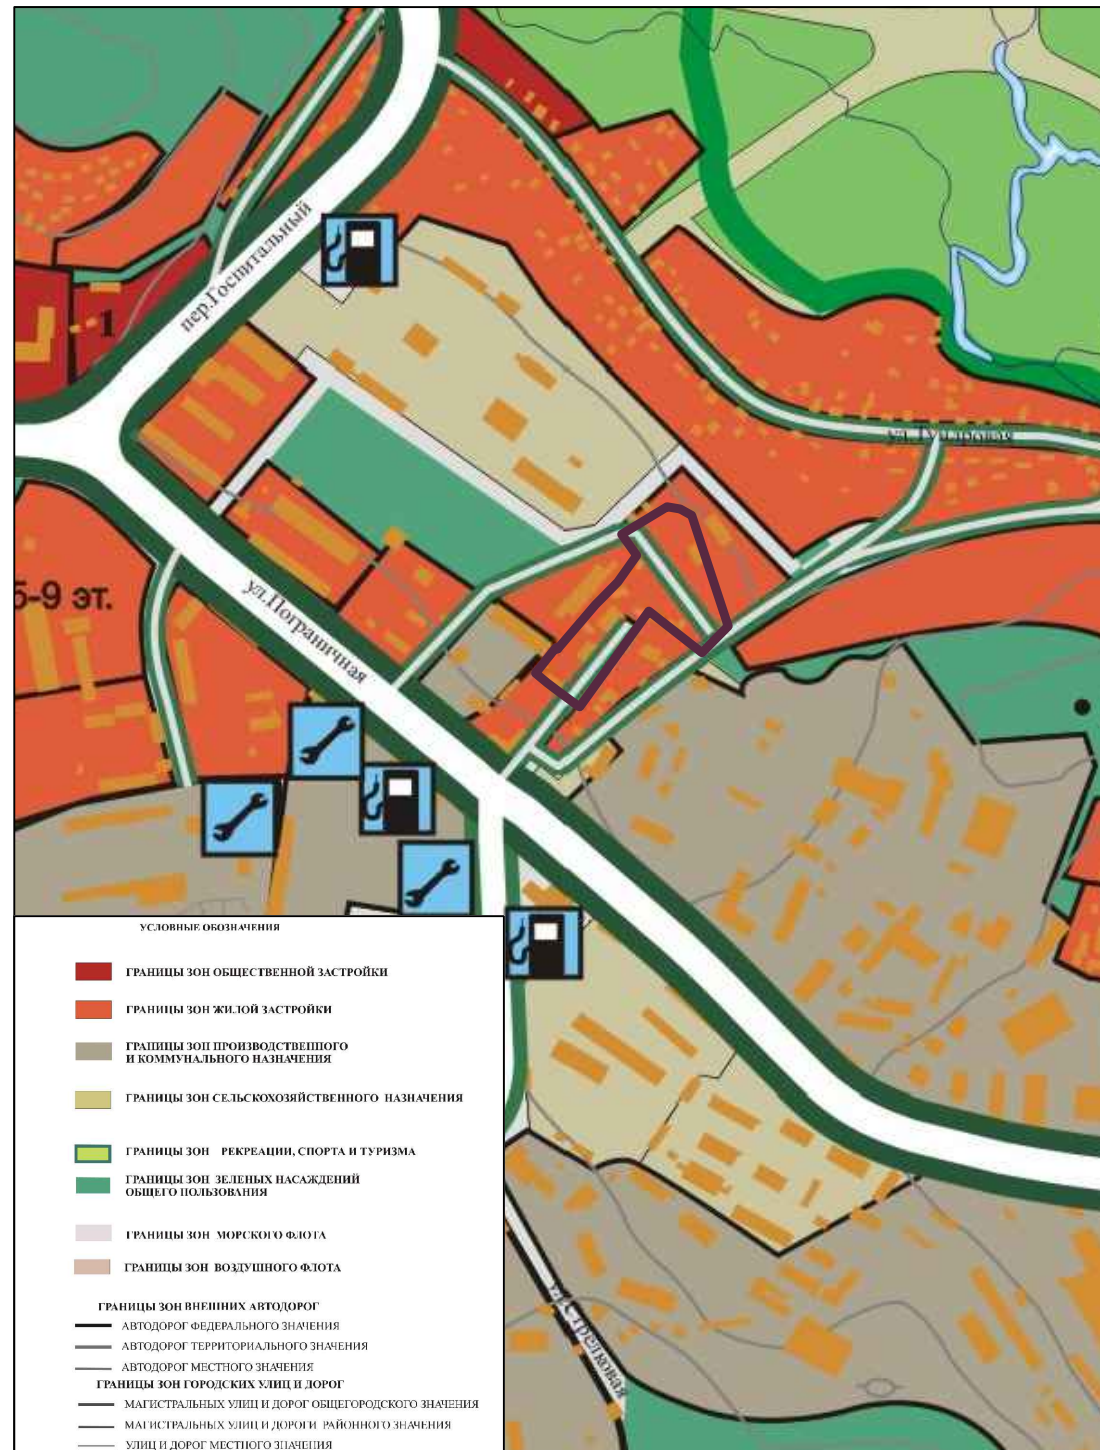 пер.Госпитальный
1
ул.Тундровая
5-9 эт.
ул.Пограничная
УСЛОВНЫЕ ОБОЗНАЧЕНИЯ
ГРАНИЦЫ ЗОН ОБЩЕСТВЕННОЙ ЗАСТРОЙКИ
ГРАНИЦЫ ЗОН ЖИЛОЙ ЗАСТРОЙКИ
ГРАНИЦЫ ЗОН ПРОИЗВОДСТВЕННОГО
И КОММУНАЛЬНОГО НАЗНАЧЕНИЯ
ГРАНИЦЫ ЗОН СЕЛЬСКОХОЗЯЙСТВЕННОГО НАЗНАЧЕНИЯ
ГРАНИЦЫ ЗОН РЕКРЕАЦИИ, СПОРТА И ТУРИЗМА
ГРАНИЦЫ ЗОН ЗЕЛЕНЫХ НАСАЖДЕНИЙ
ОБЩЕГО ПОЛЬЗОВАНИЯ
ГРАНИЦЫ ЗОН МОРСКОГО ФЛОТА
ГРАНИЦЫ ЗОН ВОЗДУШНОГО ФЛОТА
ГРАНИЦЫ ЗОН ВНЕШНИХ АВТОДОРОГ
АВТОДОРОГ ФЕДЕРАЛЬНОГО ЗНАЧЕНИЯ
АВТОДОРОГ ТЕРРИТОРИАЛЬНОГО ЗНАЧЕНИЯ
АВТОДОРОГ МЕСТНОГО ЗНАЧЕНИЯ
ГРАНИЦЫ ЗОН ГОРОДСКИХ УЛИЦ И ДОРОГ
МАГИСТРАЛЬНЫХ УЛИЦ И ДОРОГ ОБЩЕГОРОДСКОГО ЗНАЧЕНИЯ
МАГИСТРАЛЬНЫХ УЛИЦ И ДОРОГИ РАЙОННОГО ЗНАЧЕНИЯ
УЛИЦ И ДОРОГ МЕСТНОГО ЗНАЧЕНИЯ
ул.Стрелковая